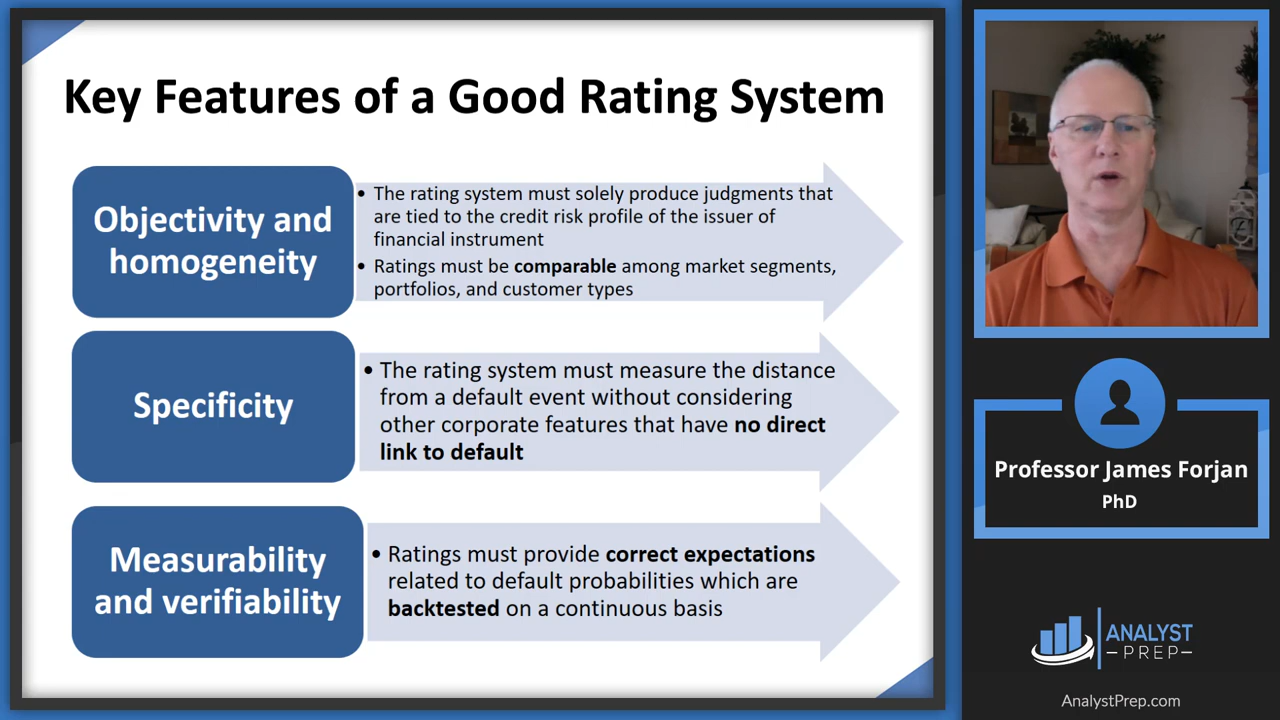 Key Features of a Good Rating System
Objectivity and
homogeneity
• The rating system must solely produce judgments that
are tied to the credit risk profile of the issuer of
financial instrument
• Ratings must be comparable among market segments,
portfolios, and customer types
Specificity
• The rating system must measure the distance
from a default event without considering
other corporate features that have no direct
link to default
Measurability
and verifiability
• Ratings must provide correct expectations
related to default probabilities which are
backtested on a continuous basis
Professor James Forjan
PhD
ANALYST
–PREP–
AnalystPrep.com